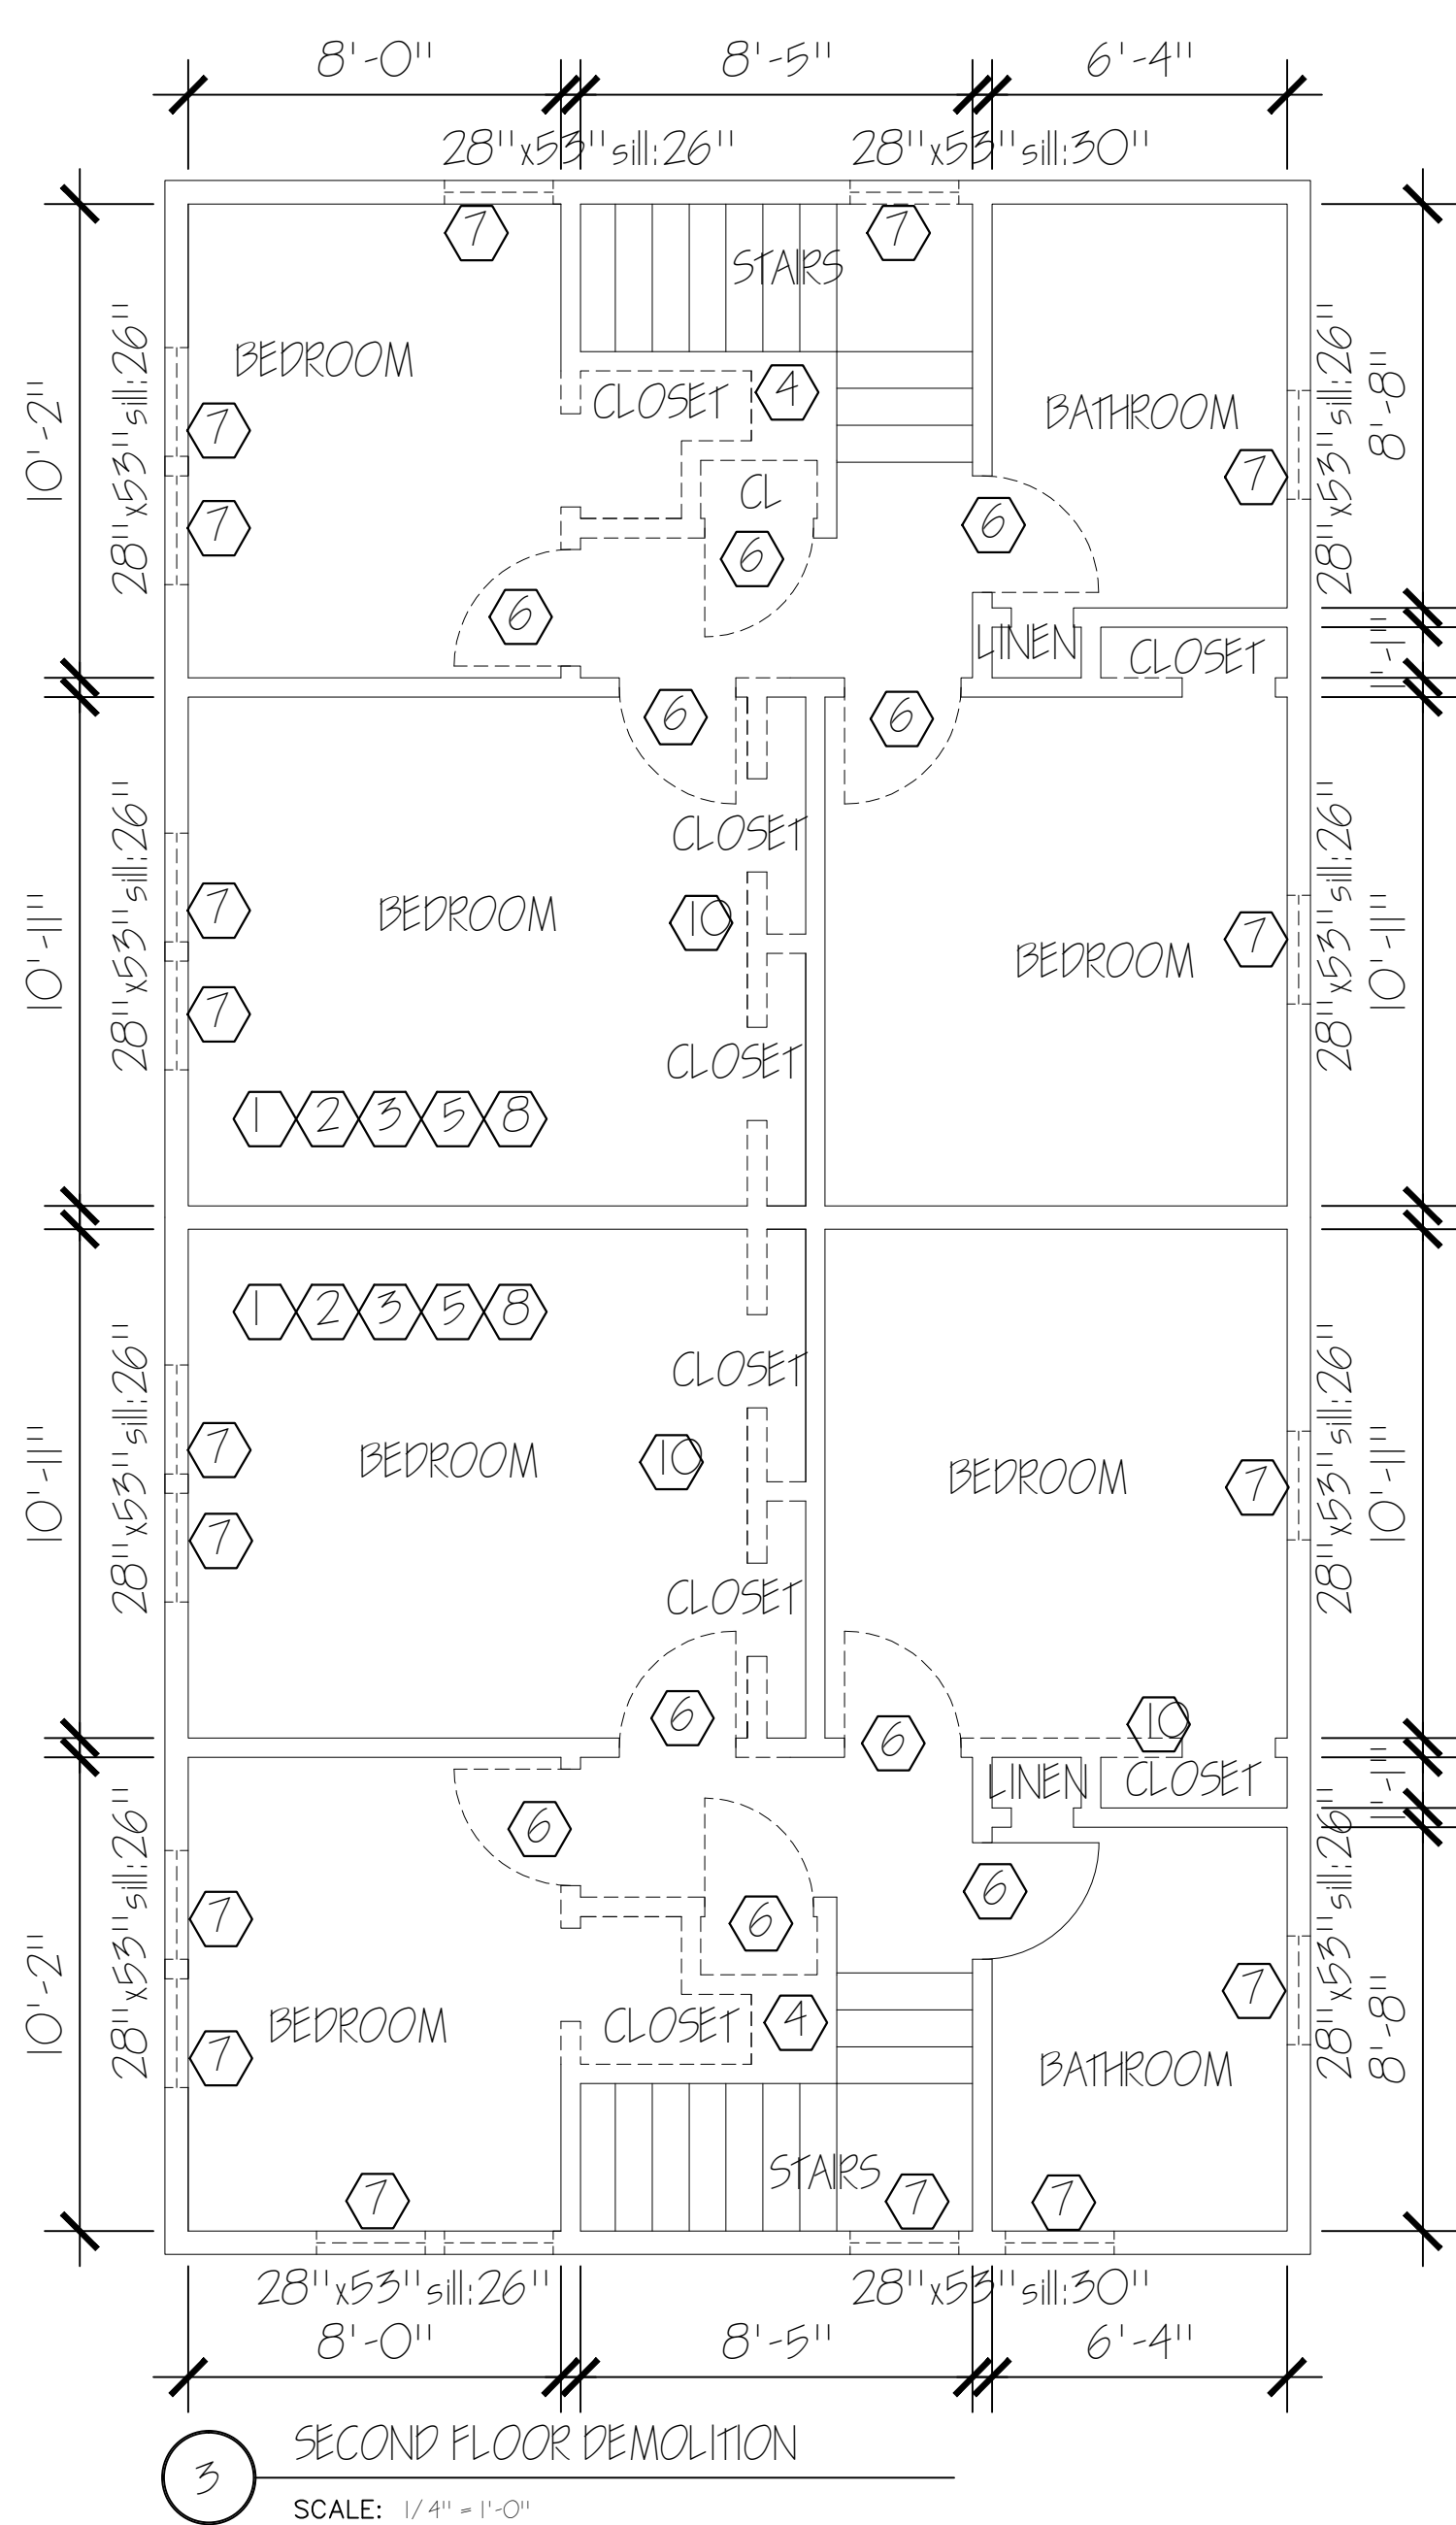 8'-0" 8'-5" 6'-4"
28"x53"sill:26" 28"x53"sill:30"
7 7
STAIRS
BEDROOM
28"x53"sill:26"
28"x53"sill:26"
10'-2"
8'-8"
CLOSET 4
BATHROOM
7
7
CL
6
7
6
6
7
LINEN CLOSET
1'-1"
6 6
28"x53"sill:26"
28"x53"sill:26"
CLOSET
10'-11"
10'-11"
7 BEDROOM 10
BEDROOM 7
7
CLOSET
1 2 3 5 8
1 2 3 5 8
28"x53"sill:26"
28"x53"sill:26"
CLOSET
10'-11"
10'-11"
7 BEDROOM 10
BEDROOM 7
7
CLOSET
6 6 10
LINEN CLOSET
1'-1"
28"x53"sill:26"
28"x53"sill:26"
6
6
7
6
7
10'-2"
8'-8"
BEDROOM CLOSET 4
7
BATHROOM
STAIRS
7 7 7
28"x53"sill:26" 28"x53"sill:30"
8'-0" 8'-5" 6'-4"
SECOND FLOOR DEMOLITION
3
SCALE: 1/4" = 1'-0"